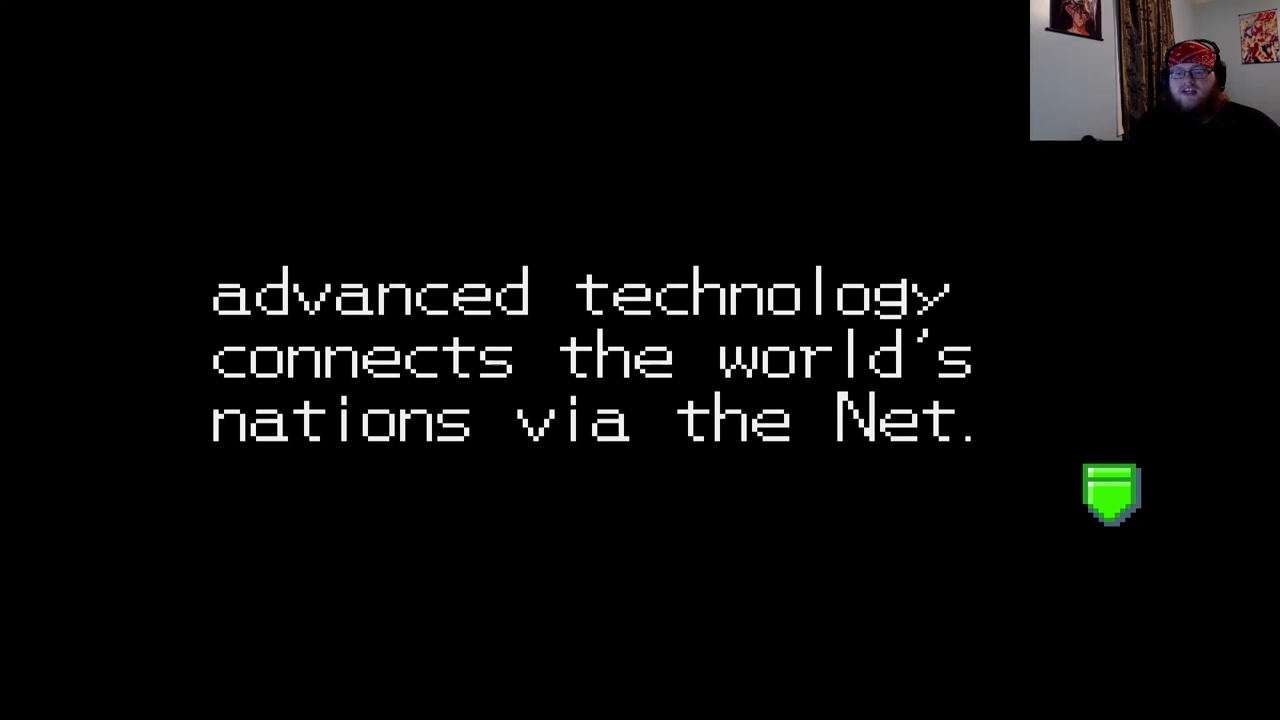 advanced technology
connects the world's
nations via the Net.